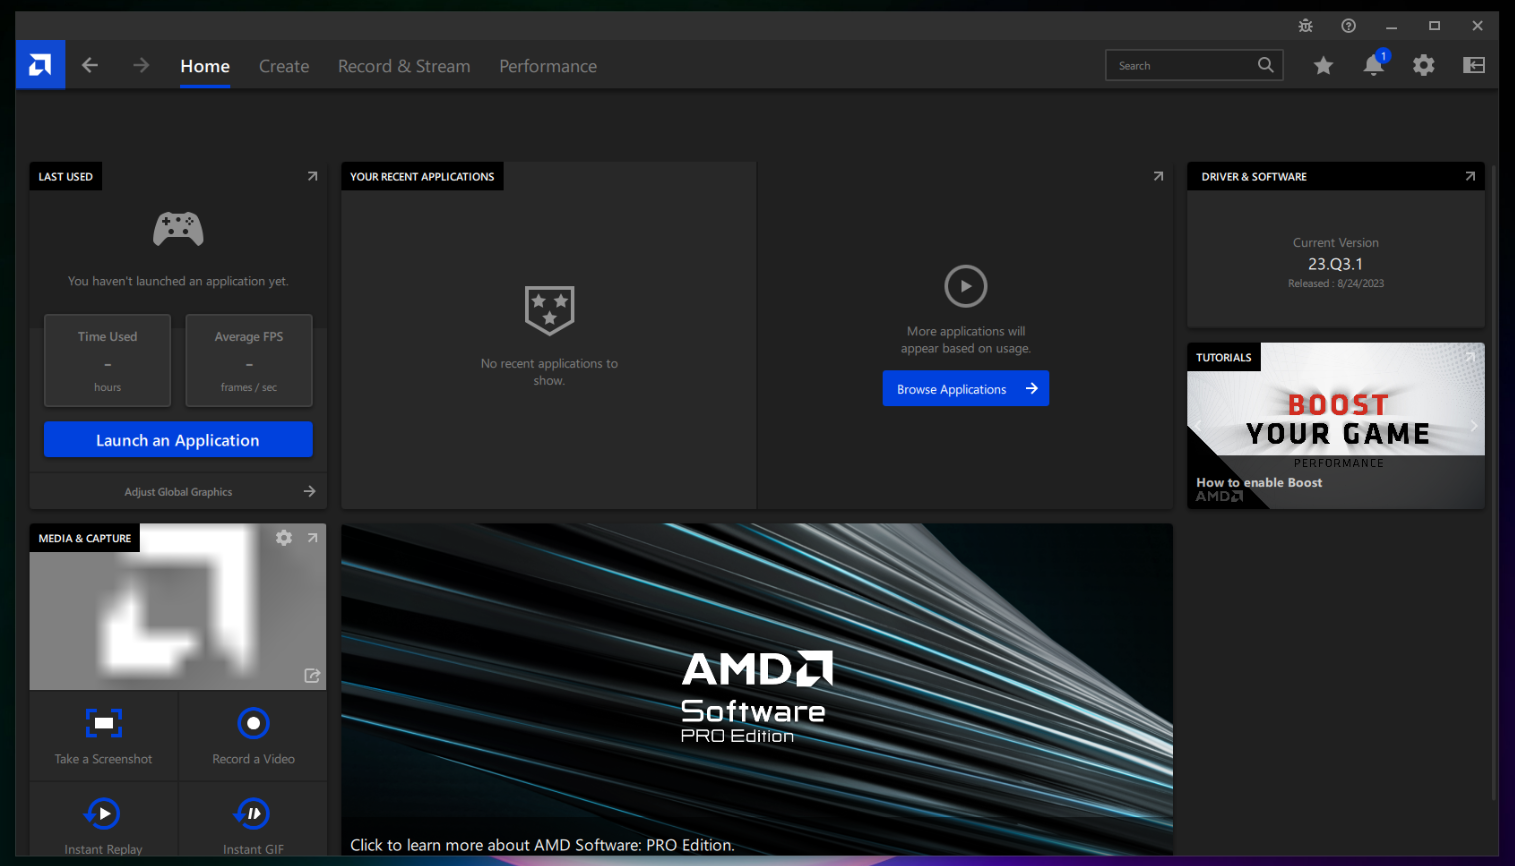 Home
Create
Record & Stream
Performance
Search
1
LAST USED
You haven't launched an application yet.
Time Used
–
hours
Average FPS
–
frames / sec
Launch an Application
Adjust Global Graphics
YOUR RECENT APPLICATIONS
No recent applications to
show.
More applications will
appear based on usage.
Browse Applications
DRIVER & SOFTWARE
Current Version
23.Q3.1
Released : 8/24/2023
TUTORIALS
BOOST
YOUR GAME
PERFORMANCE
How to enable Boost
AMD
MEDIA & CAPTURE
Take a Screenshot
Record a Video
Instant Replay
Instant GIF
AMD
Software
PRO Edition
Click to learn more about AMD Software: PRO Edition.